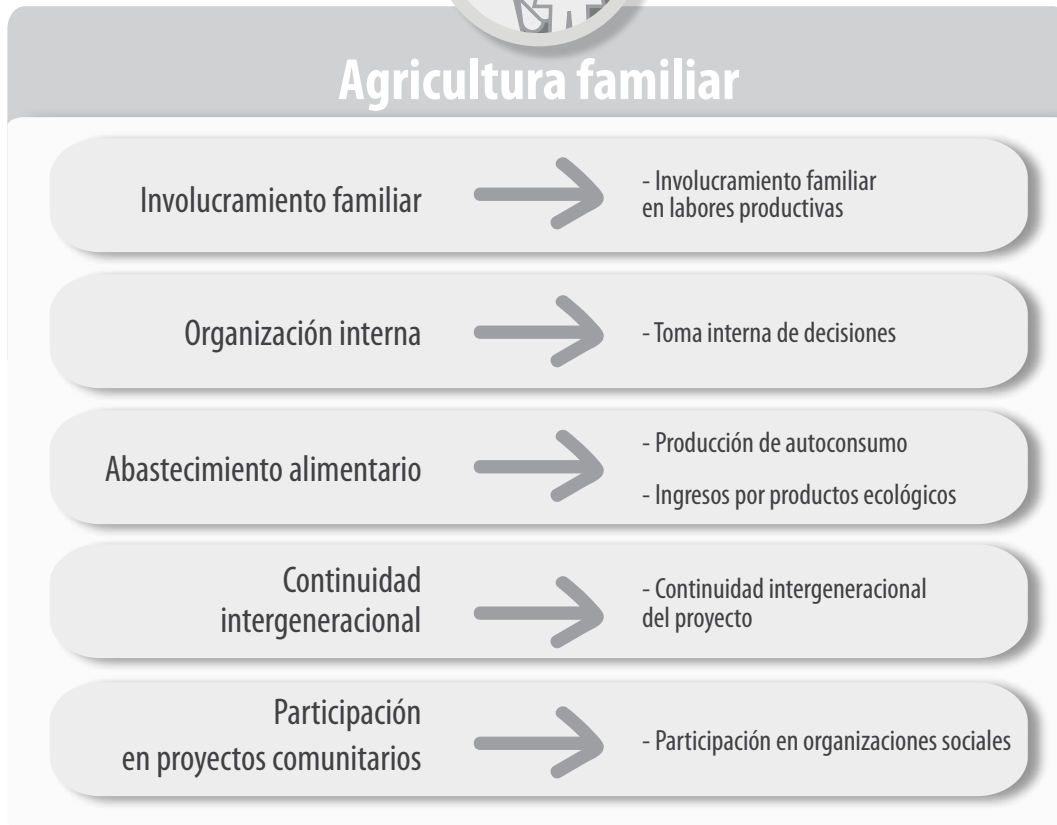 Agricultura familiar
Involucramiento familiar
- Involucramiento familiar
en labores productivas
Organización interna
- Toma interna de decisiones
Abastecimiento alimentario
- Producción de autoconsumo
- Ingresos por productos ecológicos
Continuidad
intergeneracional
- Continuidad intergeneracional
del proyecto
Participación
en proyectos comunitarios
- Participación en organizaciones sociales